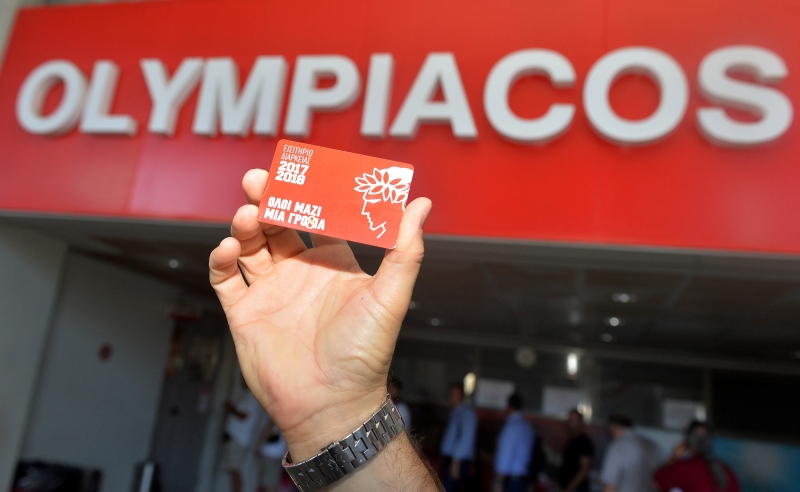 OLYMPIACOS
ΕΙΣΙΤΗΡΙΟ
ΔΙΑΡΚΕΙΑΣ
2017
2018
ΟΛΟΙ ΜΑΖΙ
ΜΙΑ ΓΡΟΘΙΑ